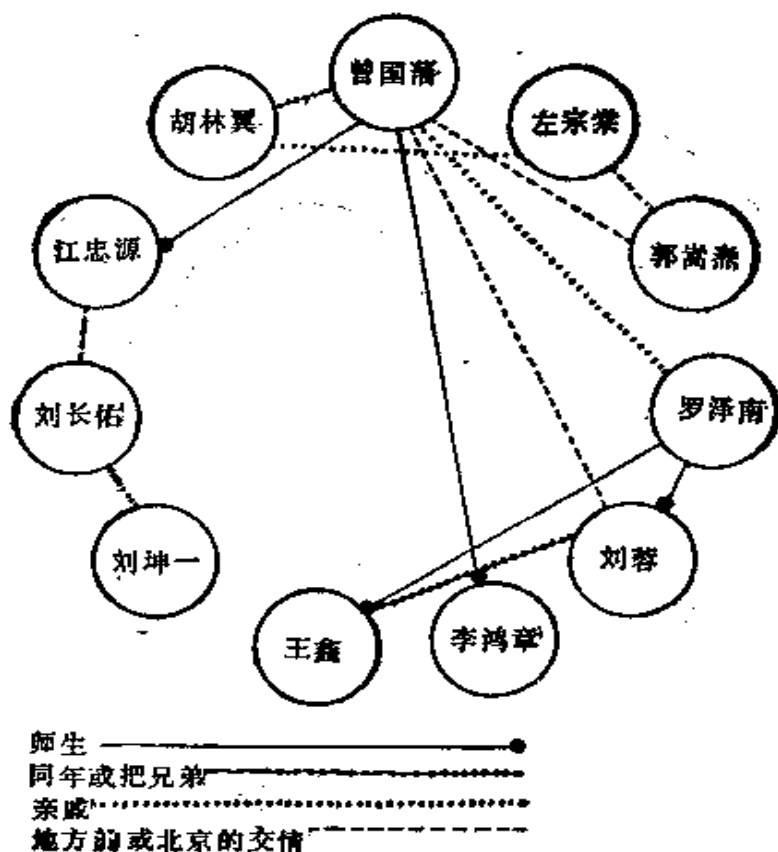 曾国藩
胡林翼
左宗棠
江忠源
郭嵩焘
刘长佑
罗泽南
刘坤一
刘蓉
王鑫
李鸿章
师生
同年或把兄弟
亲戚
地方的或北京的交情